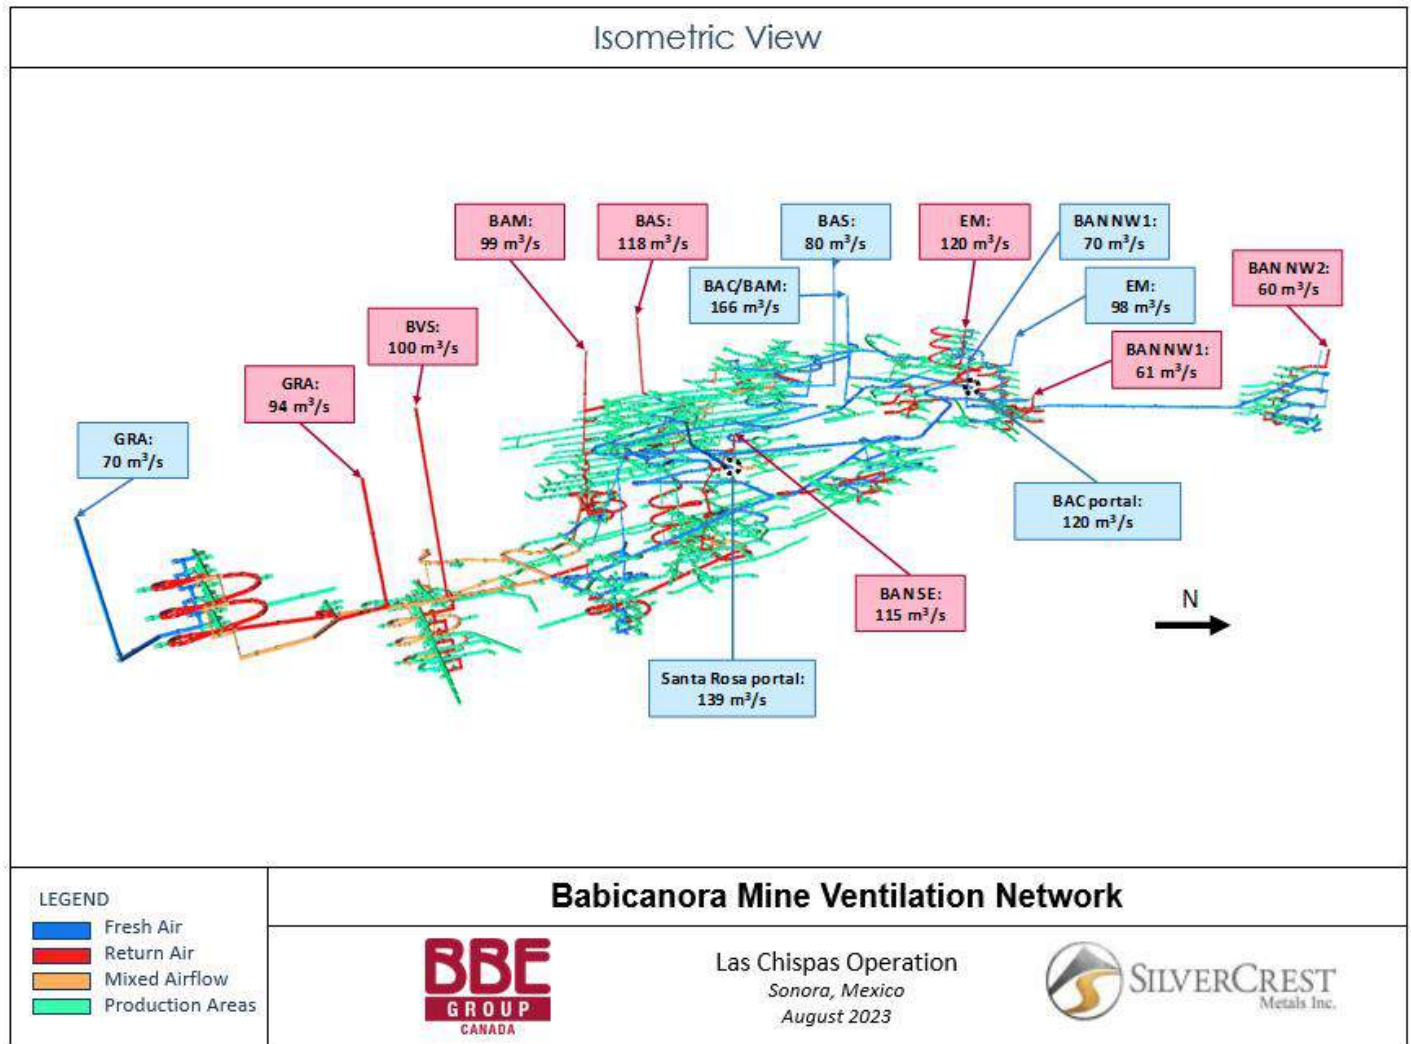 Isometric View
BAM:
99 m³/s
BAS:
118 m³/s
BAS:
80 m³/s
EM:
120 m³/s
BAN NW1:
70 m³/s
BAN NW2:
60 m³/s
BAC/BAM:
166 m³/s
EM:
98 m³/s
BVS:
100 m³/s
BAN NW1:
61 m³/s
GRA:
94 m³/s
GRA:
70 m³/s
BAC portal:
120 m³/s
BAN SE:
115 m³/s
N
Santa Rosa portal:
139 m³/s
LEGEND
Fresh Air
Return Air
Mixed Airflow
Production Areas
Babicanora Mine Ventilation Network
BBE
GROUP
CANADA
Las Chispas Operation
Sonora, Mexico
August 2023
SILVERCREST
Metals Inc.